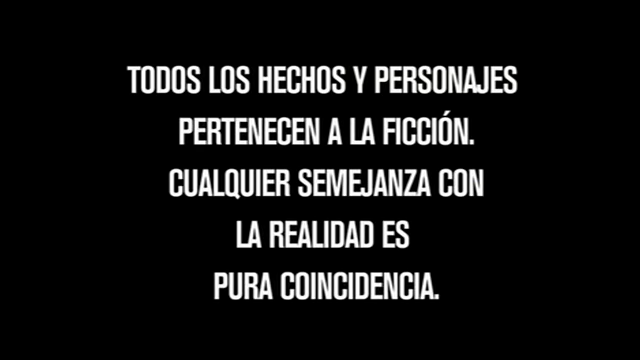 TODOS LOS HECHOS Y PERSONAJES
PERTENECEN A LA FICCIÓN.
CUALQUIER SEMEJANZA CON
LA REALIDAD ES
PURA COINCIDENCIA.